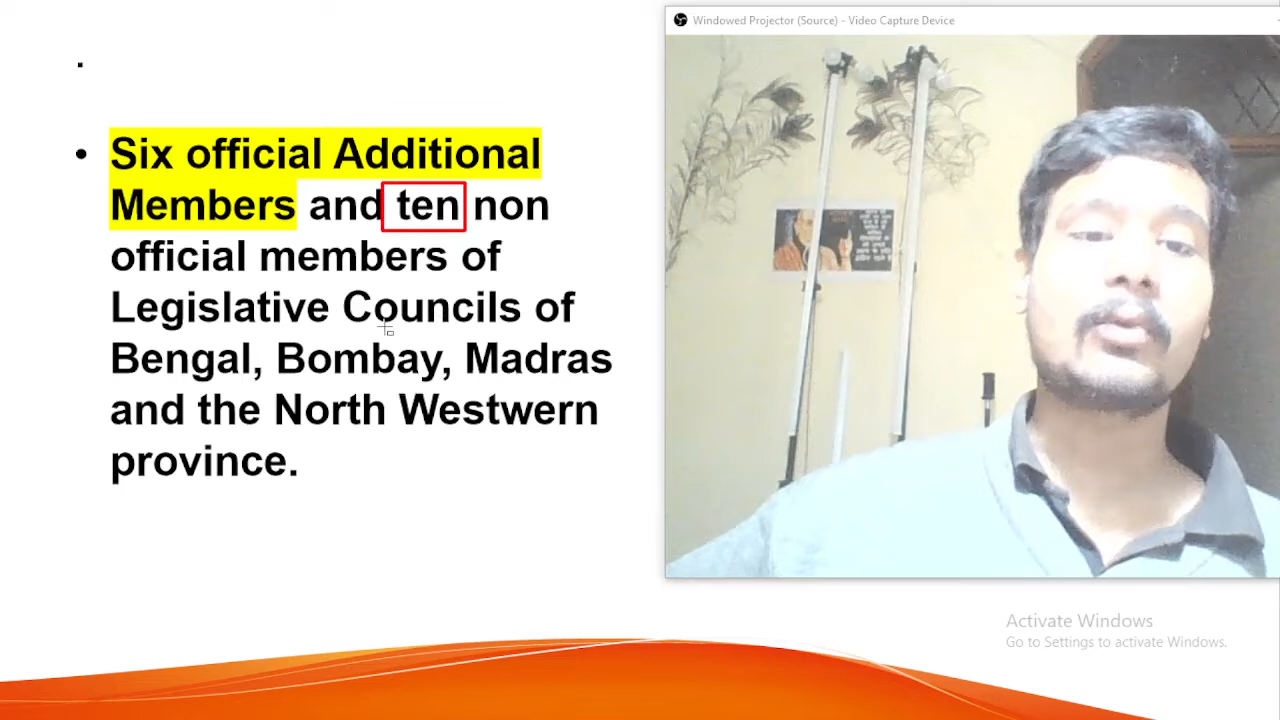 Windowed Projector (Source) - Video Capture Device
• Six official Additional
Members and ten non
official members of
Legislative Councils of
Bengal, Bombay, Madras
and the North Westwern
province.
Activate Windows
Go to Settings to activate Windows.